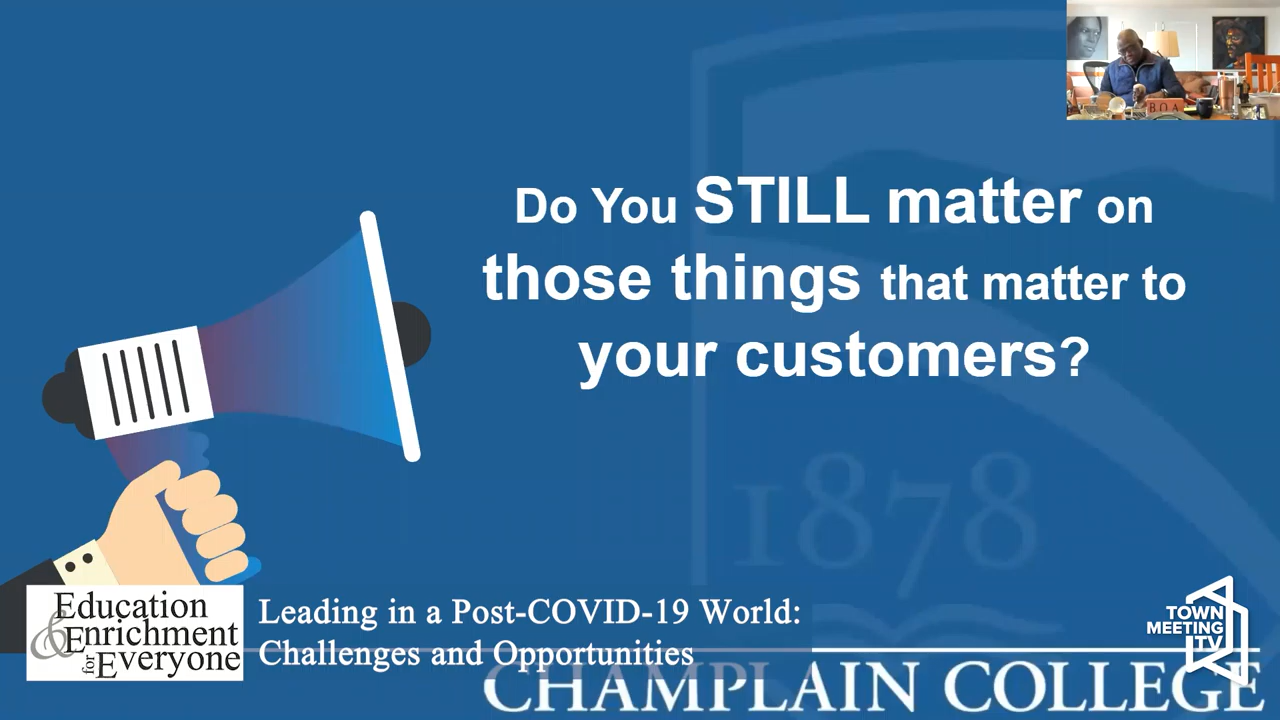 BOA
Do You STILL matter on
those things that matter to
your customers?
1878
Education
& Enrichment
for Everyone
Leading in a Post-COVID-19 World:
Challenges and Opportunities
TOWN
MEETING
TV
CHAMPLAIN COLLEGE